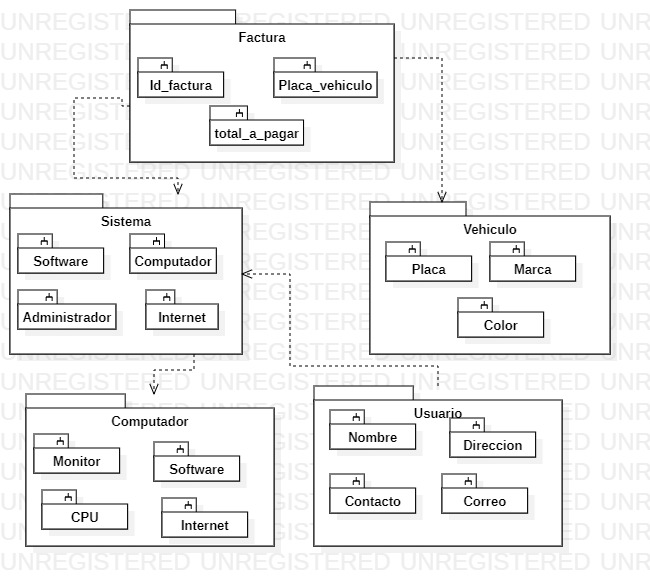 UNREGISTERED
Factura
Id_factura
Placa_vehiculo
total_a_pagar
Sistema
Software
Computador
Administrador
Internet
Vehiculo
Placa
Marca
Color
Computador
Monitor
Software
CPU
Internet
Usuario
Nombre
Direccion
Contacto
Correo